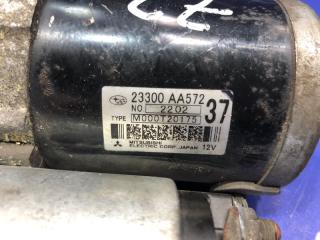 23300 AA572
NO. 2202 37
TYPE M000T20175
MITSUBISHI
ELECTRIC CORP. JAPAN 12V